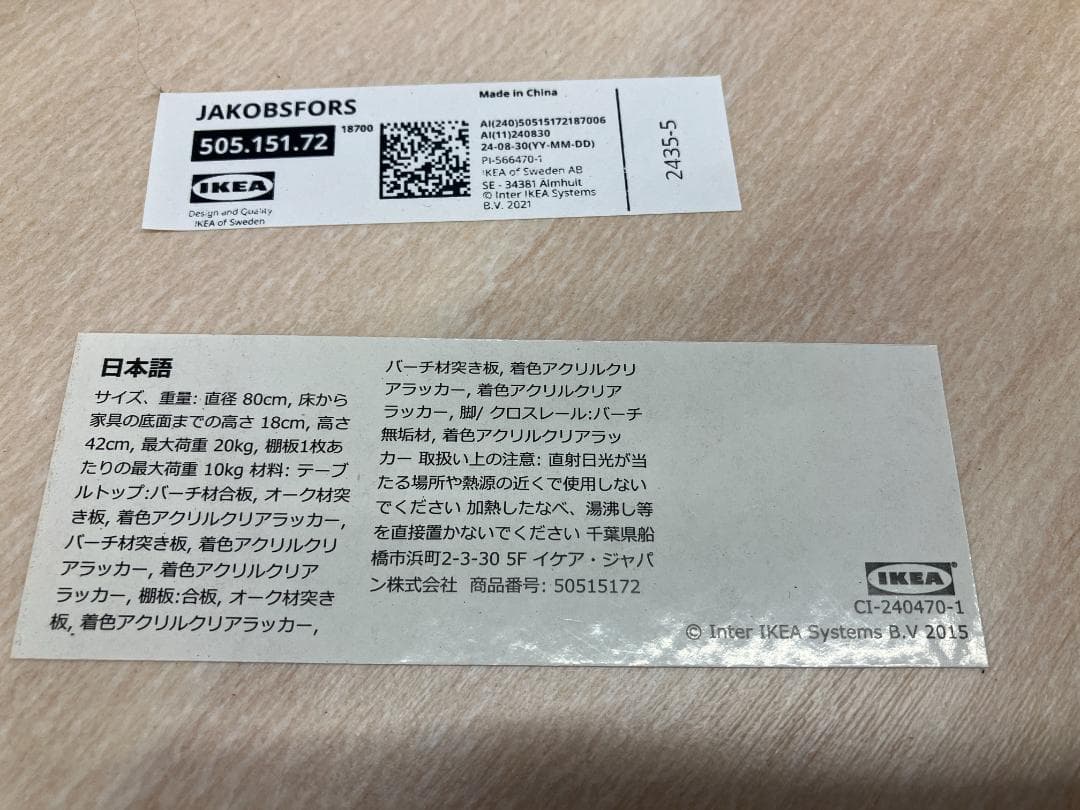 JAKOBSFORS
505.151.72
18700
IKEA
Design and Quality
IKEA of Sweden
Made in China
AI(240)50515172187006
AI(11)240830
24-08-30(YY-MM-DD)
PI-566470-1
IKEA of Sweden AB
SE - 34381 Älmhult
© Inter IKEA Systems
B.V. 2021
2435-5
日本語
サイズ、重量: 直径 80cm, 床から
家具の底面までの高さ 18cm, 高さ
42cm, 最大荷重 20kg, 棚板1枚あ
たりの最大荷重 10kg 材料: テーブ
ルトップ:バーチ材合板, オーク材突
き板, 着色アクリルクリアラッカー,
バーチ材突き板, 着色アクリルクリ
アラッカー, 着色アクリルクリア
ラッカー, 棚板:合板, オーク材突き
板, 着色アクリルクリアラッカー,
バーチ材突き板, 着色アクリルクリ
アラッカー, 着色アクリルクリア
ラッカー, 脚/ クロスレール:バーチ
無垢材, 着色アクリルクリアラッ
カー 取扱い上の注意: 直射日光が当
たる場所や熱源の近くで使用しない
でください 加熱したなべ、湯沸し等
を直接置かないでください 千葉県船
橋市浜町2-3-30 5F イケア・ジャパ
ン株式会社 商品番号: 50515172
IKEA
CI-240470-1
© Inter IKEA Systems B.V 2015